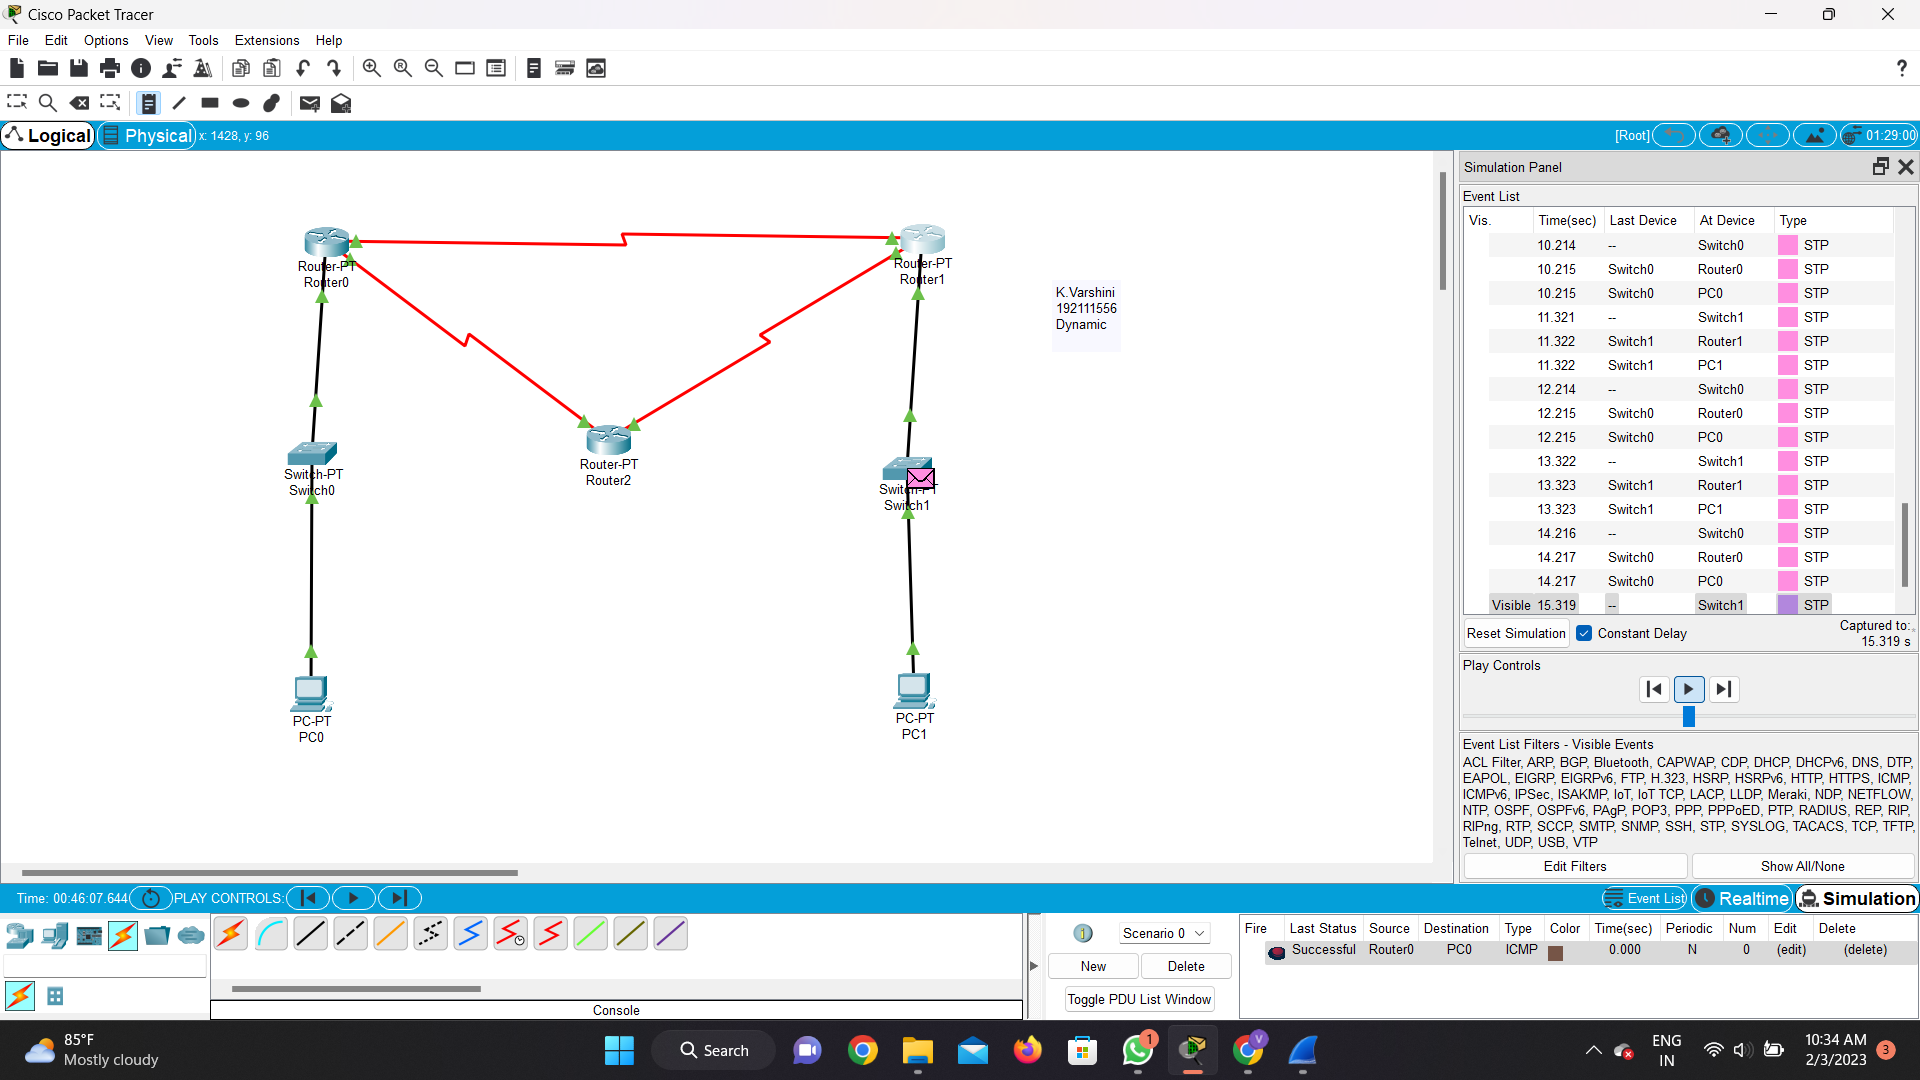 Cisco Packet Tracer
File Edit Options View Tools Extensions Help
?
Logical Physical x: 1428, y: 96 [Root] 01:29:00
Router-PT
Router0
Router-PT
Router1
K.Varshini
192111556
Dynamic
Router-PT
Router2
Switch-PT
Switch0
Switch-PT
Switch1
PC-PT
PC0
PC-PT
PC1
Simulation Panel
Event List
Vis. Time(sec) Last Device At Device Type
10.214 -- Switch0 STP
10.215 Switch0 Router0 STP
10.215 Switch0 PC0 STP
11.321 -- Switch1 STP
11.322 Switch1 Router1 STP
11.322 Switch1 PC1 STP
12.214 -- Switch0 STP
12.215 Switch0 Router0 STP
12.215 Switch0 PC0 STP
13.322 -- Switch1 STP
13.323 Switch1 Router1 STP
13.323 Switch1 PC1 STP
14.216 -- Switch0 STP
14.217 Switch0 Router0 STP
14.217 Switch0 PC0 STP
Visible 15.319 -- Switch1 STP
Reset Simulation Constant Delay Captured to:
15.319 s
Play Controls
Event List Filters - Visible Events
ACL Filter, ARP, BGP, Bluetooth, CAPWAP, CDP, DHCP, DHCPv6, DNS, DTP,
EAPOL, EIGRP, EIGRPv6, FTP, H.323, HSRP, HSRPv6, HTTP, HTTPS, ICMP,
ICMPv6, IPSec, ISAKMP, IoT, IoT TCP, LACP, LLDP, Meraki, NDP, NETFLOW,
NTP, OSPF, OSPFv6, PAgP, POP3, PPP, PPPoED, PTP, RADIUS, REP, RIP,
RIPng, RTP, SCCP, SMTP, SNMP, SSH, STP, SYSLOG, TACACS, TCP, TFTP,
Telnet, UDP, USB, VTP
Edit Filters Show All/None
Time: 00:46:07.644 PLAY CONTROLS: Event List Realtime Simulation
Scenario 0
New Delete
Toggle PDU List Window
Fire Last Status Source Destination Type Color Time(sec) Periodic Num Edit Delete
Successful Router0 PC0 ICMP 0.000 N 0 (edit) (delete)
Console
85°F
Mostly cloudy
Search
1
V
ENG
IN
10:34 AM
2/3/2023
3